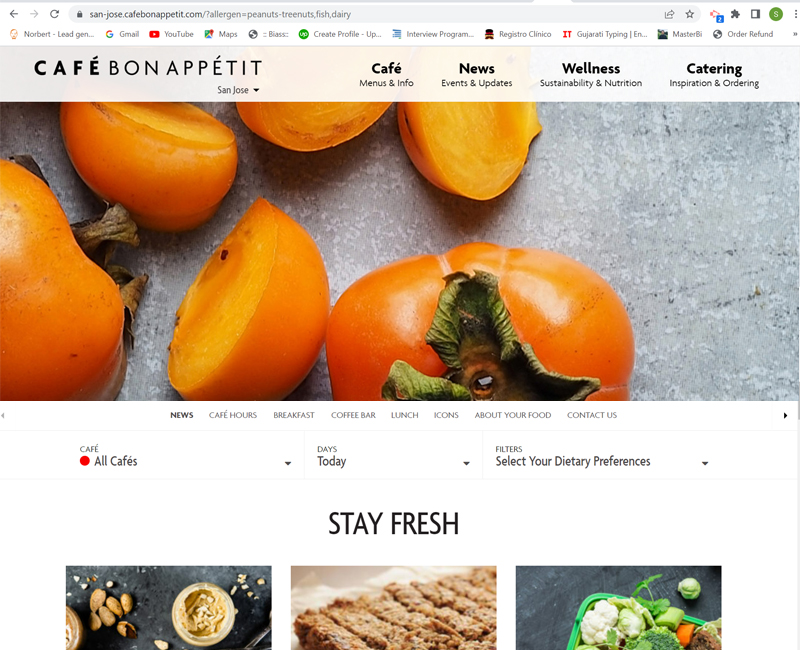 san-jose.cafebonappetit.com/?allergen=peanuts-treenuts,fish,dairy
2
S
Norbert - Lead gen...
Gmail
YouTube
Maps
:: Biass::
up
Create Profile - Up...
Interview Program...
Registro Clínico
IT
Gujarati Typing | En...
MasterBi
Order Refund
»
CAFÉ BON APPÉTIT
San Jose
Café
Menus & Info
News
Events & Updates
Wellness
Sustainability & Nutrition
Catering
Inspiration & Ordering
NEWS
CAFÉ HOURS
BREAKFAST
COFFEE BAR
LUNCH
ICONS
ABOUT YOUR FOOD
CONTACT US
CAFÉ
All Cafés
DAYS
Today
FILTERS
Select Your Dietary Preferences
STAY FRESH